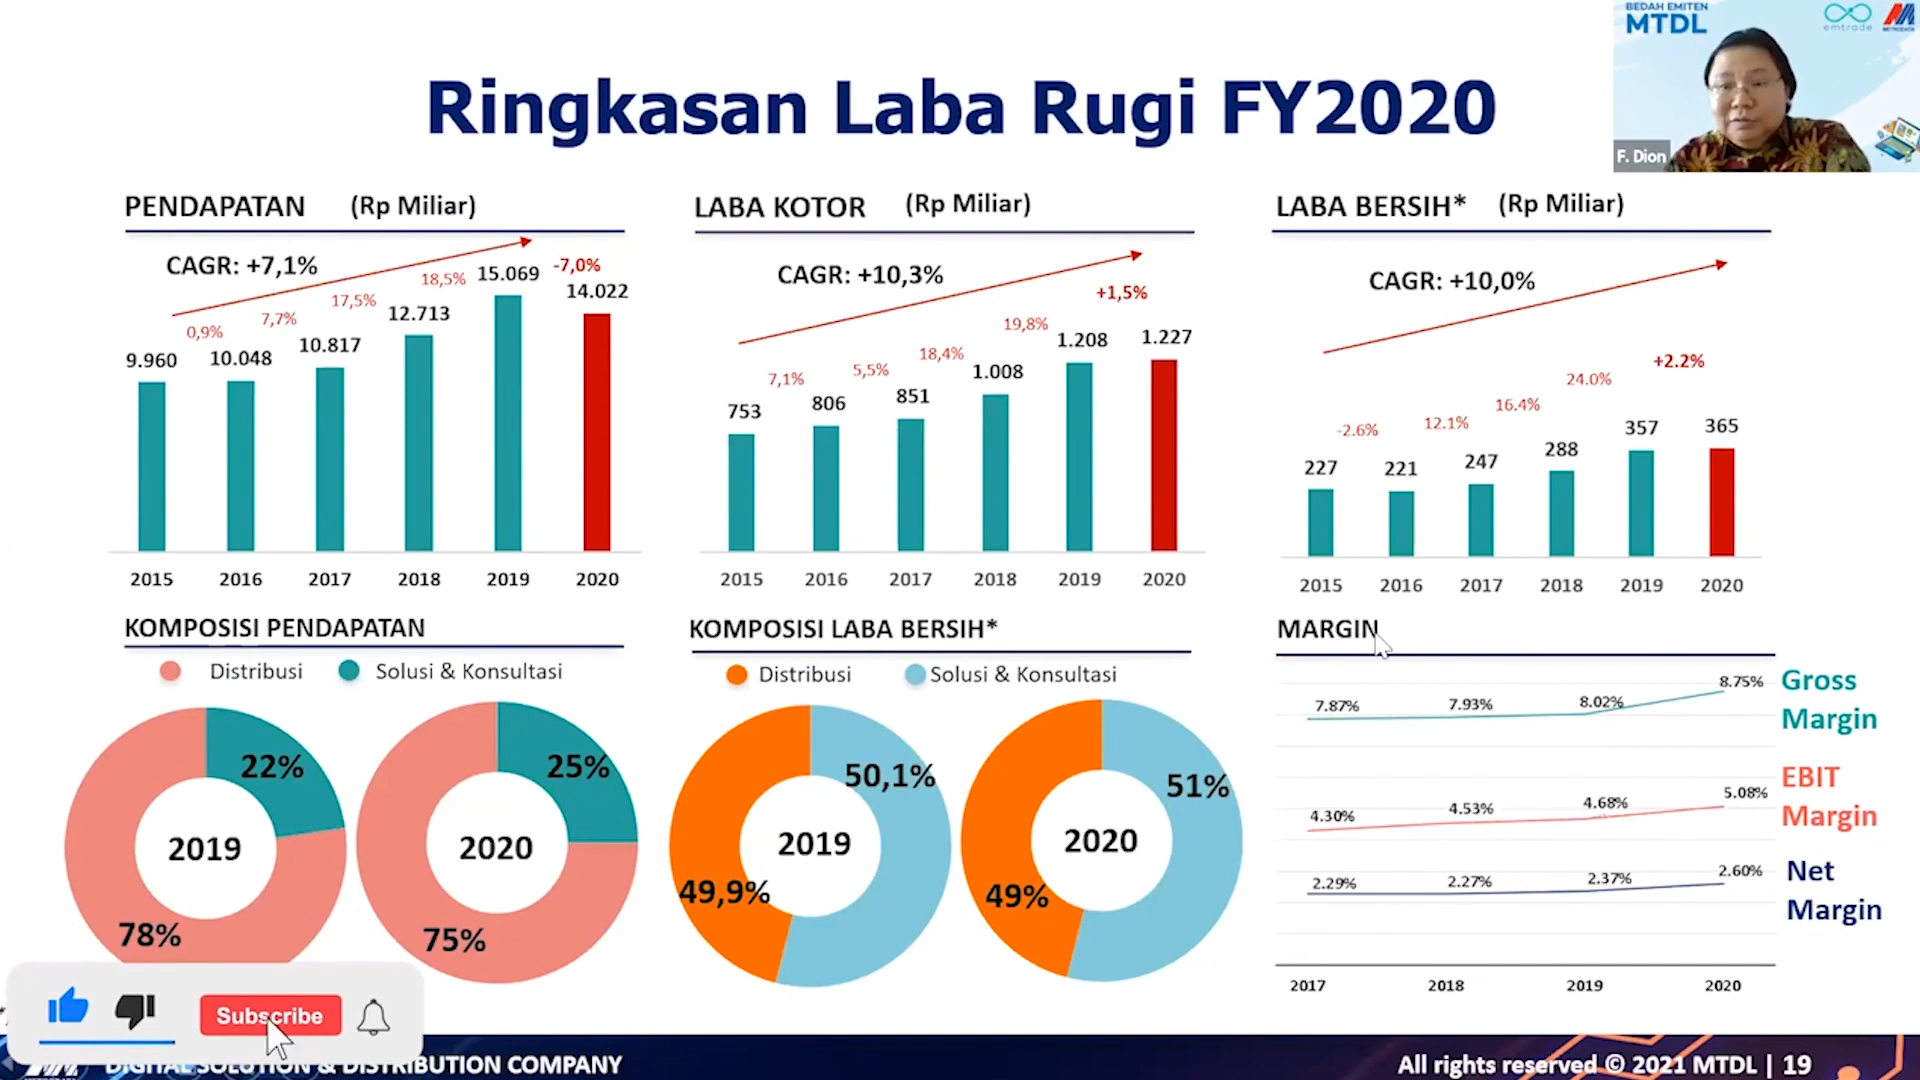 BEDAH EMITEN
MTDL
emtrade
METRODATA
F. Dion
Ringkasan Laba Rugi FY2020
PENDAPATAN (Rp Miliar)
CAGR: +7,1%
0,9%
7,7%
17,5%
18,5%
-7,0%
9.960
10.048
10.817
12.713
15.069
14.022
2015 2016 2017 2018 2019 2020
LABA KOTOR (Rp Miliar)
CAGR: +10,3%
7,1%
5,5%
18,4%
19,8%
+1,5%
753
806
851
1.008
1.208
1.227
2015 2016 2017 2018 2019 2020
LABA BERSIH* (Rp Miliar)
CAGR: +10,0%
-2.6%
12.1%
16.4%
24.0%
+2.2%
227
221
247
288
357
365
2015 2016 2017 2018 2019 2020
KOMPOSISI PENDAPATAN
Distribusi Solusi & Konsultasi
22%
2019
78%
25%
2020
75%
KOMPOSISI LABA BERSIH*
Distribusi Solusi & Konsultasi
50,1%
2019
49,9%
51%
2020
49%
MARGIN
7.87% 7.93% 8.02% 8.75%
Gross
Margin
4.30% 4.53% 4.68% 5.08%
EBIT
Margin
2.29% 2.27% 2.37% 2.60%
Net
Margin
2017 2018 2019 2020
Subscribe
DIGITAL SOLUTION & DISTRIBUTION COMPANY
All rights reserved © 2021 MTDL | 19